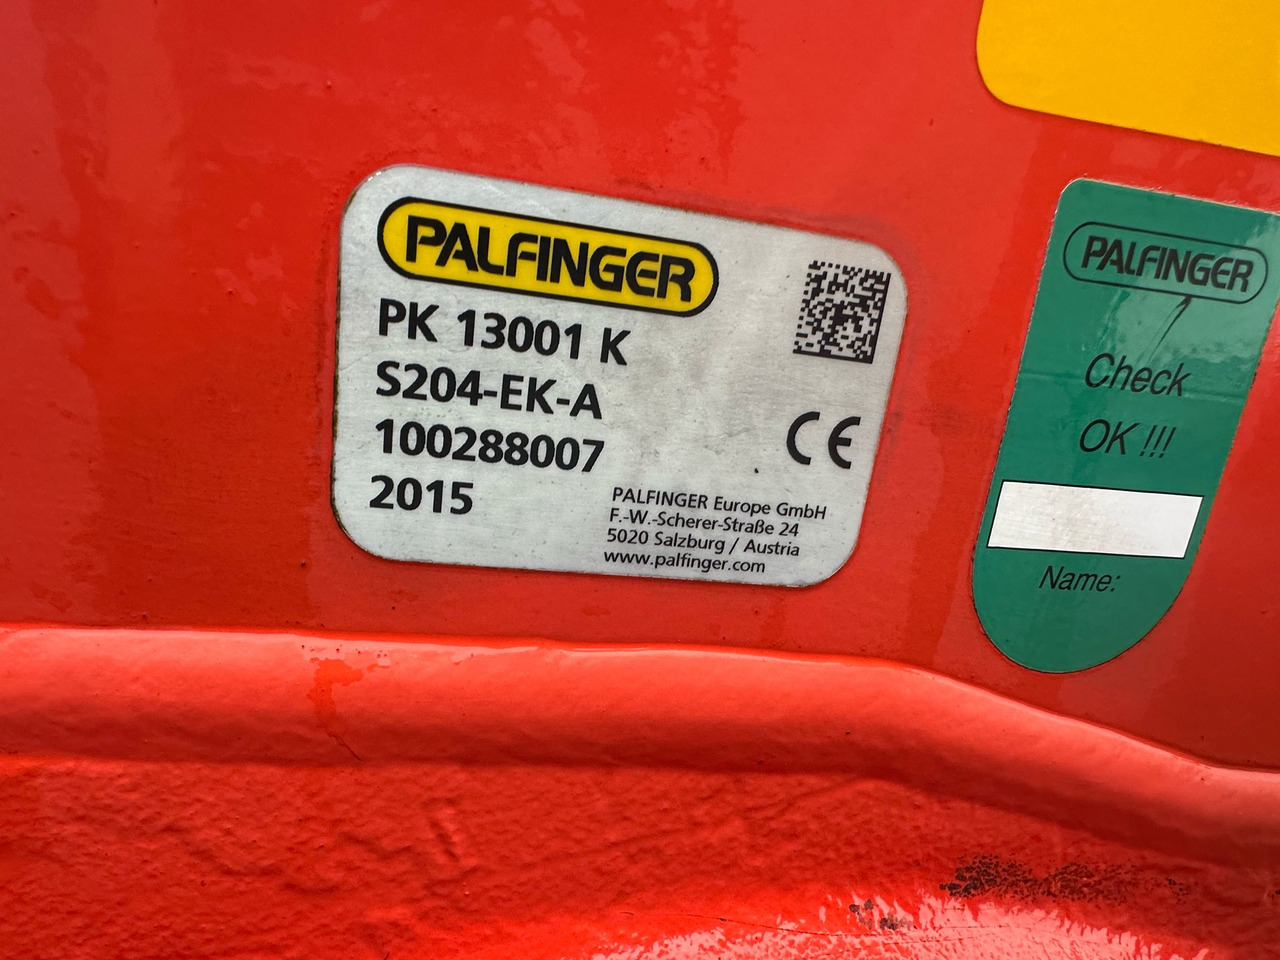 PALFINGER
PK 13001 K
S204-EK-A
100288007
2015
CE
PALFINGER Europe GmbH
F.-W.-Scherer-Straße 24
5020 Salzburg / Austria
www.palfinger.com
PALFINGER
Check
OK !!!
Name: